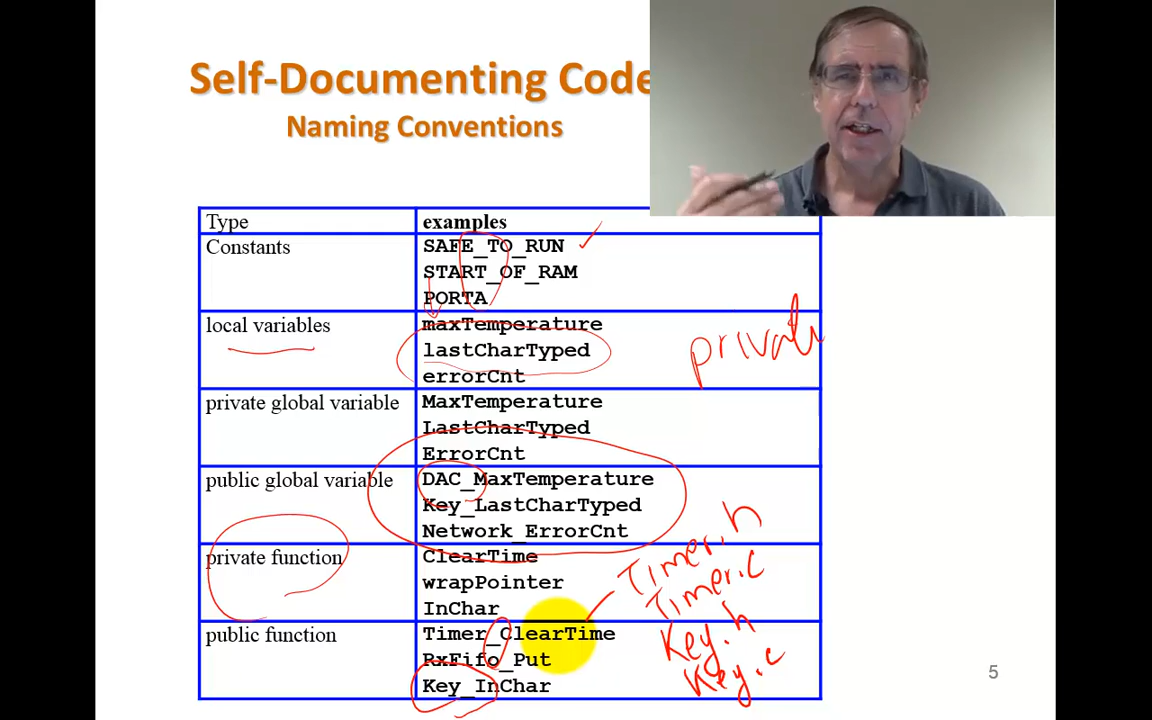 Self-Documenting Code
Naming Conventions
Type examples
Constants SAFE_TO_RUN
START_OF_RAM
PORTA
local variables maxTemperature
lastCharTyped
errorCnt
private
private global variable MaxTemperature
LastCharTyped
ErrorCnt
public global variable DAC_MaxTemperature
Key_LastCharTyped
Network_ErrorCnt
private function ClearTime
wrapPointer
InChar
public function Timer_ClearTime
RxFifo_Put
Key_InChar
Timer.h
Timer.c
Key.h
Key.c
5